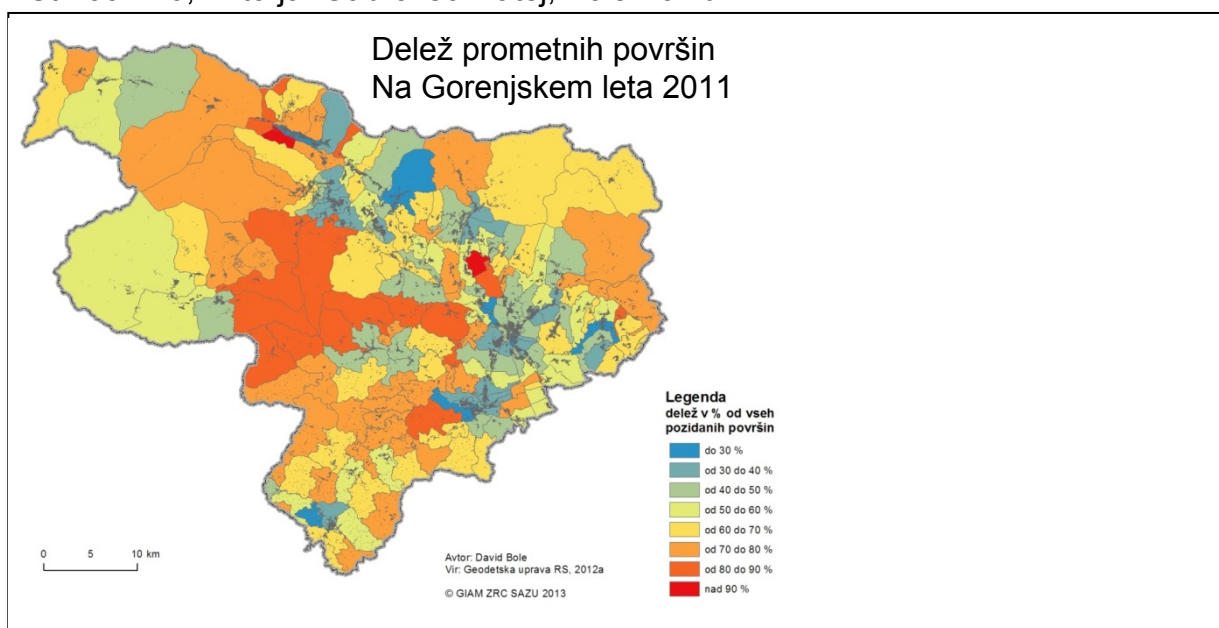 Delež prometnih površin
Na Gorenjskem leta 2011
Legenda
delež v % od vseh
pozidanih površin
do 30 %
od 30 do 40 %
od 40 do 50 %
od 50 do 60 %
od 60 do 70 %
od 70 do 80 %
od 80 do 90 %
nad 90 %
0 5 10 km
Avtor: David Bole
Vir: Geodetska uprava RS, 2012a
© GIAM ZRC SAZU 2013